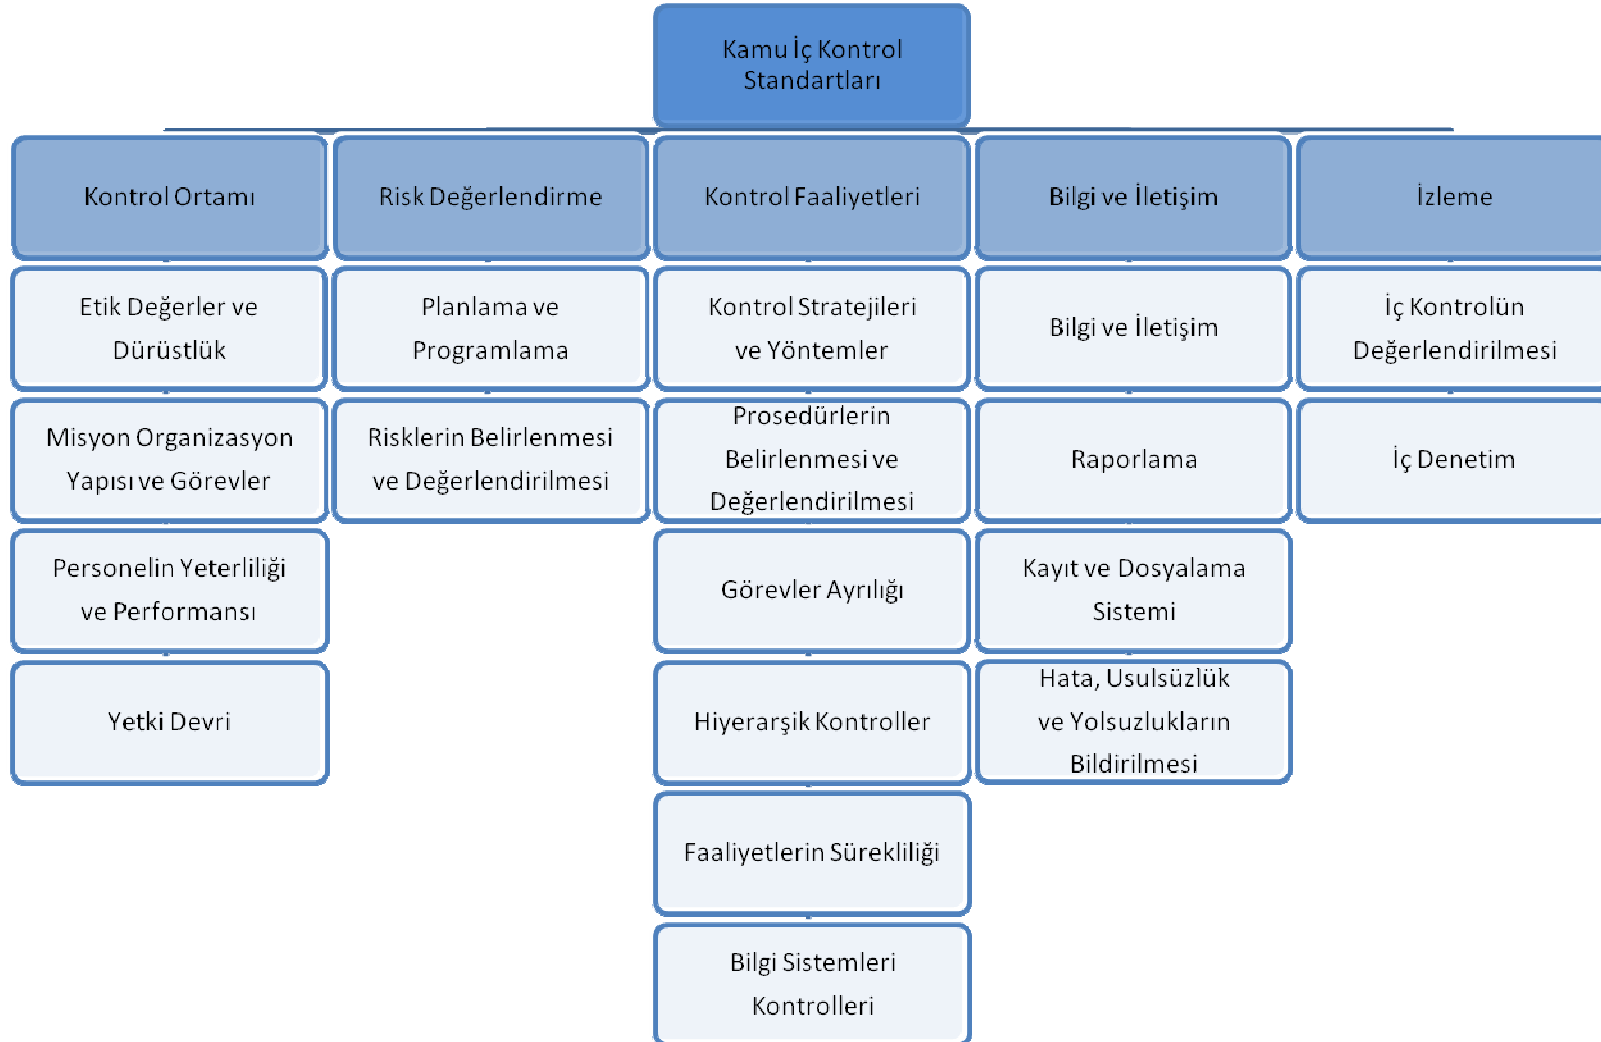 Kamu İç Kontrol
Standartları
Kontrol Ortamı
Risk Değerlendirme
Kontrol Faaliyetleri
Bilgi ve İletişim
İzleme
Etik Değerler ve
Dürüstlük
Planlama ve
Programlama
Kontrol Stratejileri
ve Yöntemler
Bilgi ve İletişim
İç Kontrolün
Değerlendirilmesi
Misyon Organizasyon
Yapısı ve Görevler
Risklerin Belirlenmesi
ve Değerlendirilmesi
Prosedürlerin
Belirlenmesi ve
Değerlendirilmesi
Raporlama
İç Denetim
Personelin Yeterliliği
ve Performansı
Görevler Ayrılığı
Kayıt ve Dosyalama
Sistemi
Yetki Devri
Hiyerarşik Kontroller
Hata, Usulsüzlük
ve Yolsuzlukların
Bildirilmesi
Faaliyetlerin Sürekliliği
Bilgi Sistemleri
Kontrolleri